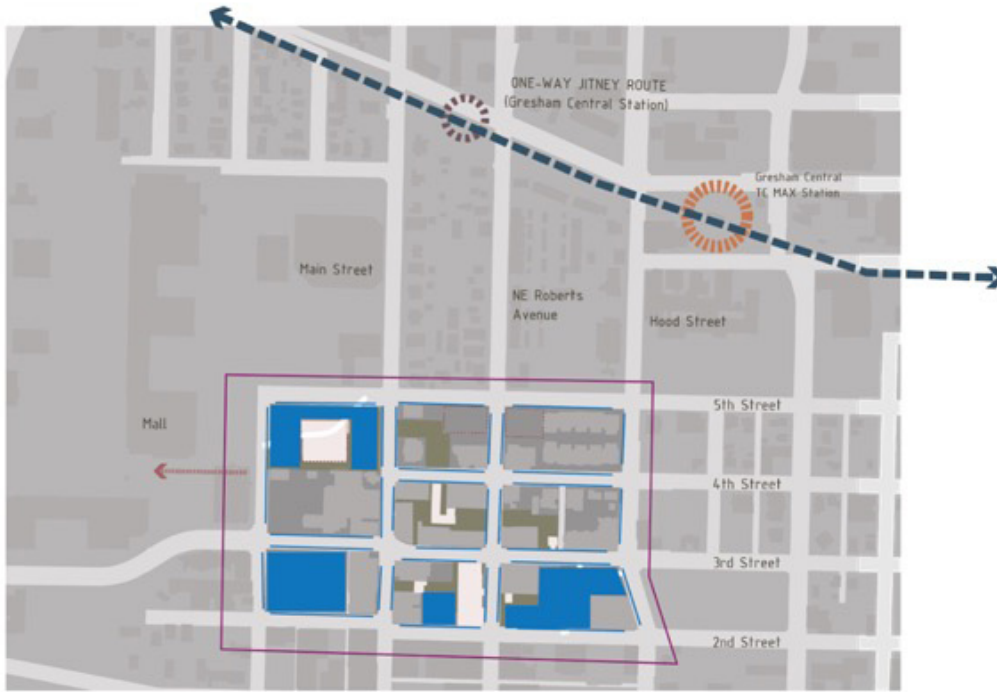 ONE-WAY JITNEY ROUTE
(Gresham Central Station)
Gresham Central
TC MAX Station
Main Street
NE Roberts
Avenue
Hood Street
5th Street
Mall
4th Street
3rd Street
2nd Street